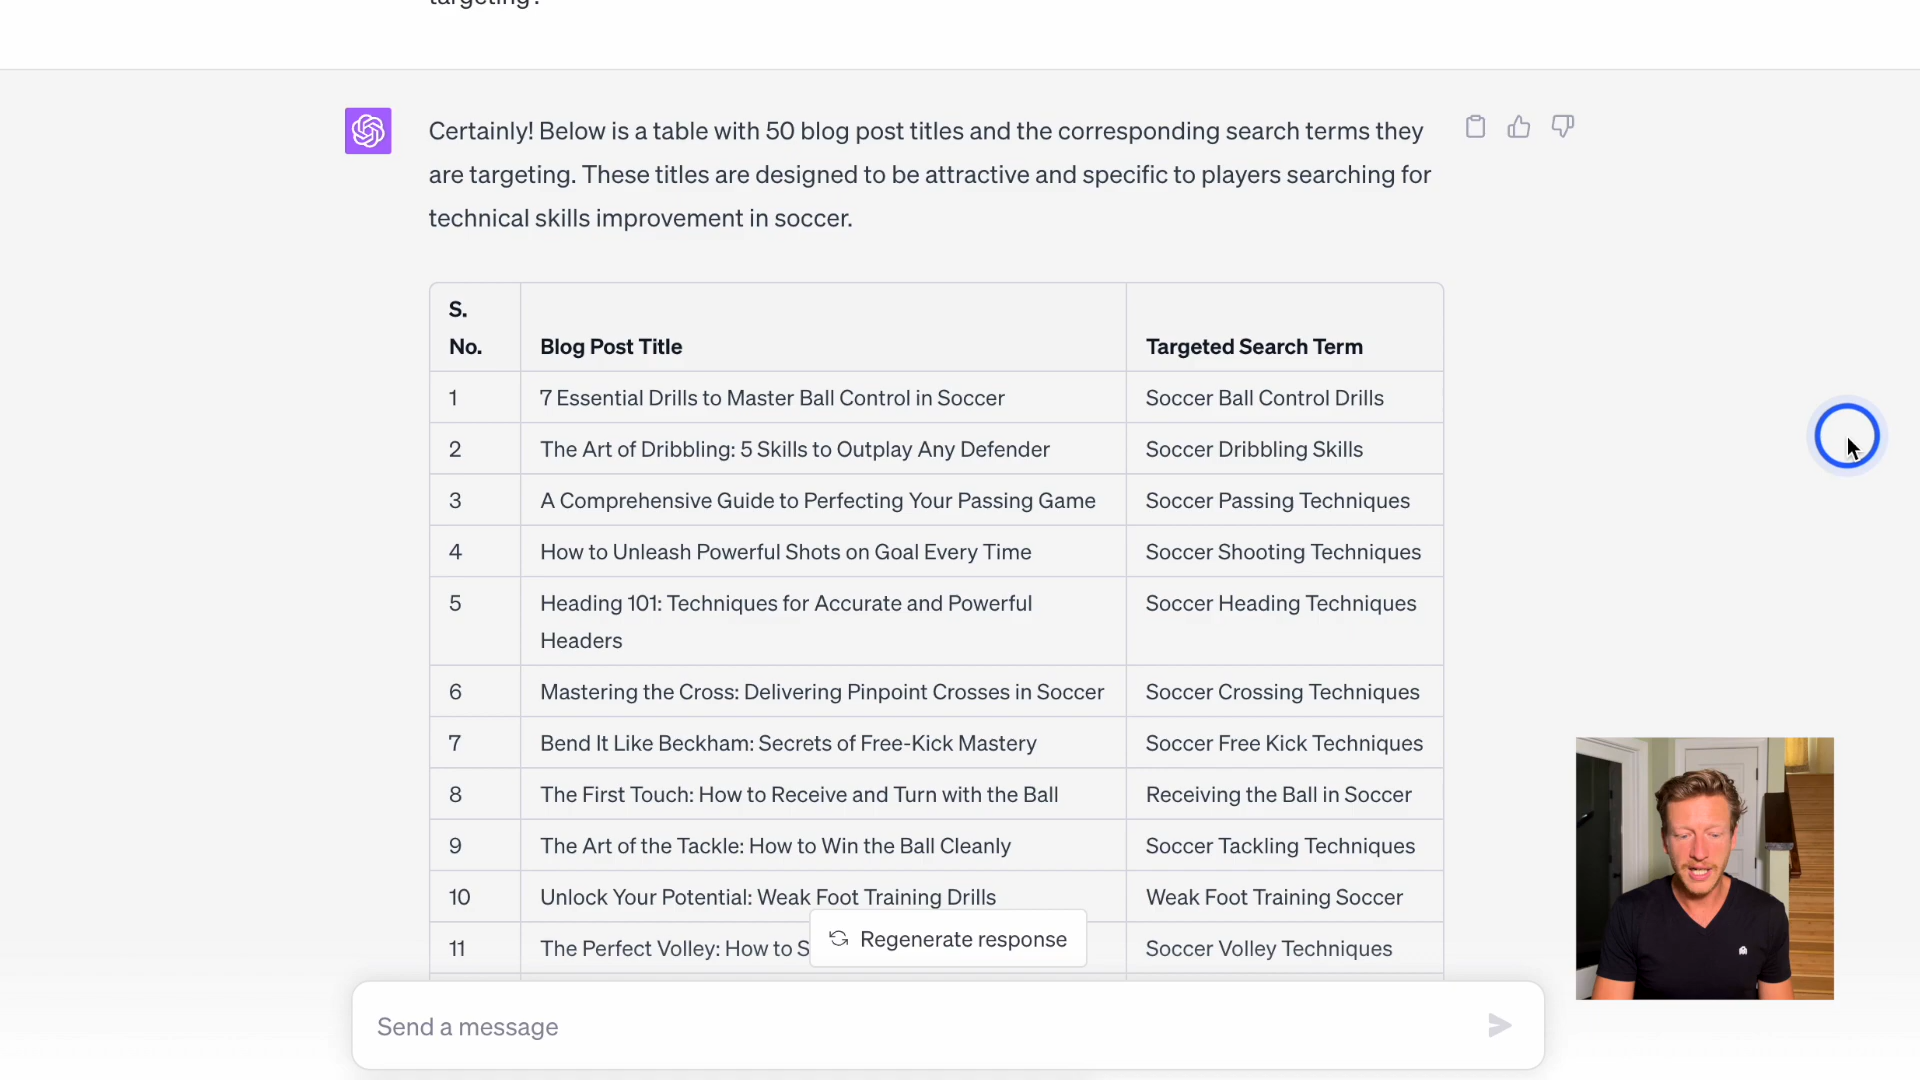 targeting?
Certainly! Below is a table with 50 blog post titles and the corresponding search terms they
are targeting. These titles are designed to be attractive and specific to players searching for
technical skills improvement in soccer.
S.
No. Blog Post Title Targeted Search Term
1 7 Essential Drills to Master Ball Control in Soccer Soccer Ball Control Drills
2 The Art of Dribbling: 5 Skills to Outplay Any Defender Soccer Dribbling Skills
3 A Comprehensive Guide to Perfecting Your Passing Game Soccer Passing Techniques
4 How to Unleash Powerful Shots on Goal Every Time Soccer Shooting Techniques
5 Heading 101: Techniques for Accurate and Powerful Soccer Heading Techniques
Headers
6 Mastering the Cross: Delivering Pinpoint Crosses in Soccer Soccer Crossing Techniques
7 Bend It Like Beckham: Secrets of Free-Kick Mastery Soccer Free Kick Techniques
8 The First Touch: How to Receive and Turn with the Ball Receiving the Ball in Soccer
9 The Art of the Tackle: How to Win the Ball Cleanly Soccer Tackling Techniques
10 Unlock Your Potential: Weak Foot Training Drills Weak Foot Training Soccer
11 The Perfect Volley: How to S Soccer Volley Techniques
Regenerate response
Send a message